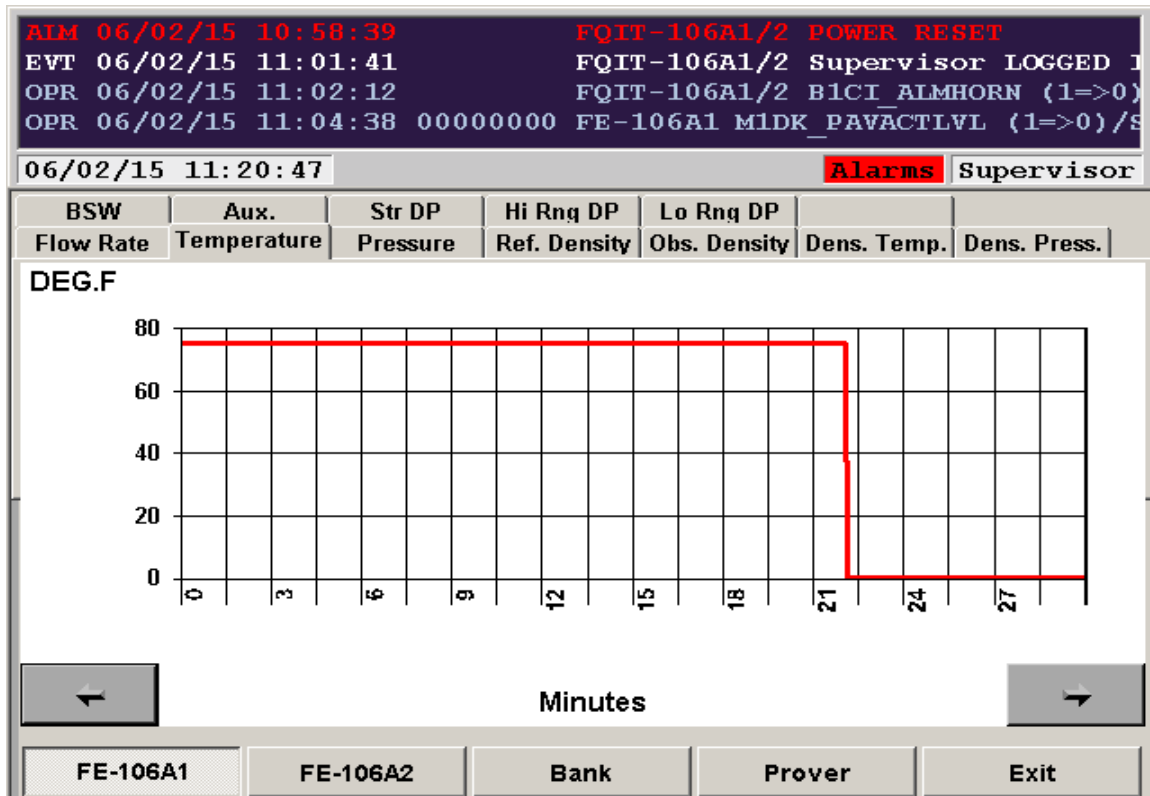 ALM 06/02/15 10:58:39 FQIT-106A1/2 POWER RESET
EVT 06/02/15 11:01:41 FQIT-106A1/2 Supervisor LOGGED I
OPR 06/02/15 11:02:12 FQIT-106A1/2 B1CI_ALMHORN (1=>0)
OPR 06/02/15 11:04:38 00000000 FE-106A1 M1DK_PAVACTLVL (1=>0)/S
06/02/15 11:20:47 Alarms Supervisor
BSW Aux. Str DP Hi Rng DP Lo Rng DP
Flow Rate Temperature Pressure Ref. Density Obs. Density Dens. Temp. Dens. Press.
DEG.F
80
60
40
20
0
0 3 6 9 12 15 18 21 24 27
Minutes
FE-106A1 FE-106A2 Bank Prover Exit